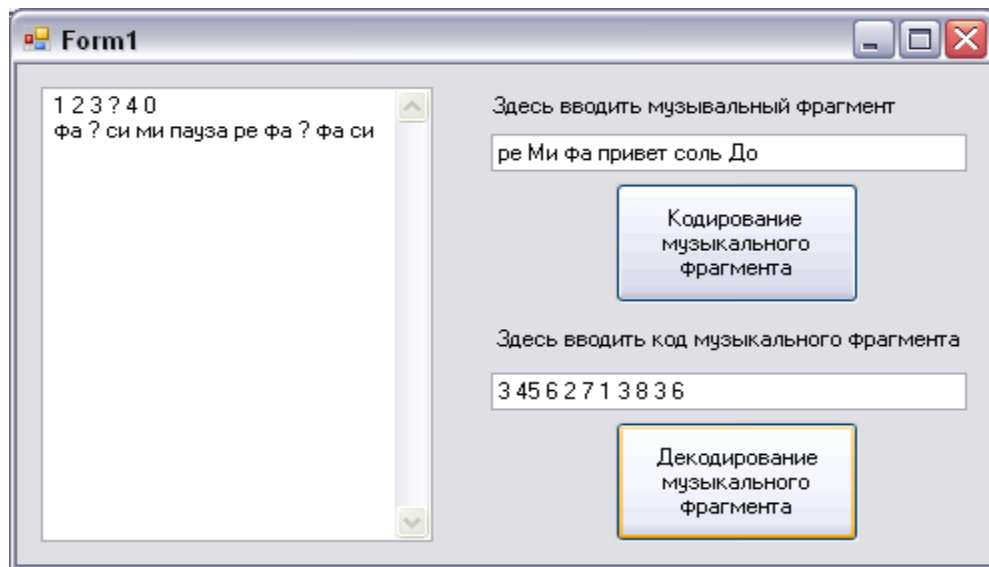 Form1
1 2 3 ? 4 0
фа ? си ми пауза ре фа ? фа си
Здесь вводить музывальный фрагмент
ре Ми фа привет соль До
Кодирование
музыкального
фрагмента
Здесь вводить код музыкального фрагмента
3 45 6 2 7 1 3 8 3 6
Декодирование
музыкального
фрагмента